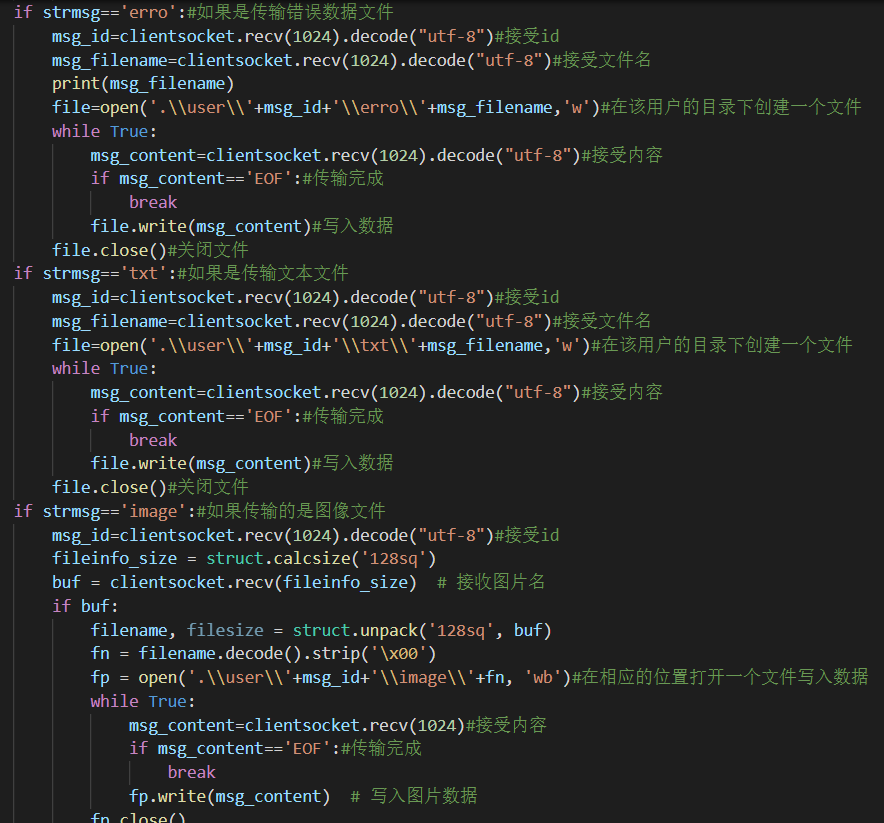 if strmsg=='erro':#如果是传输错误数据文件
    msg_id=clientsocket.recv(1024).decode("utf-8")#接受id
    msg_filename=clientsocket.recv(1024).decode("utf-8")#接受文件名
    print(msg_filename)
    file=open('.\\user\\'+msg_id+'\\erro\\'+msg_filename,'w')#在该用户的目录下创建一个文件
    while True:
        msg_content=clientsocket.recv(1024).decode("utf-8")#接受内容
        if msg_content=='EOF':#传输完成
            break
        file.write(msg_content)#写入数据
    file.close()#关闭文件
if strmsg=='txt':#如果是传输文本文件
    msg_id=clientsocket.recv(1024).decode("utf-8")#接受id
    msg_filename=clientsocket.recv(1024).decode("utf-8")#接受文件名
    file=open('.\\user\\'+msg_id+'\\txt\\'+msg_filename,'w')#在该用户的目录下创建一个文件
    while True:
        msg_content=clientsocket.recv(1024).decode("utf-8")#接受内容
        if msg_content=='EOF':#传输完成
            break
        file.write(msg_content)#写入数据
    file.close()#关闭文件
if strmsg=='image':#如果传输的是图像文件
    msg_id=clientsocket.recv(1024).decode("utf-8")#接受id
    fileinfo_size = struct.calcsize('128sq')
    buf = clientsocket.recv(fileinfo_size)  # 接收图片名
    if buf:
        filename, filesize = struct.unpack('128sq', buf)
        fn = filename.decode().strip('\x00')
        fp = open('.\\user\\'+msg_id+'\\image\\'+fn, 'wb')#在相应的位置打开一个文件写入数据
        while True:
            msg_content=clientsocket.recv(1024)#接受内容
            if msg_content=='EOF':#传输完成
                break
            fp.write(msg_content)  # 写入图片数据